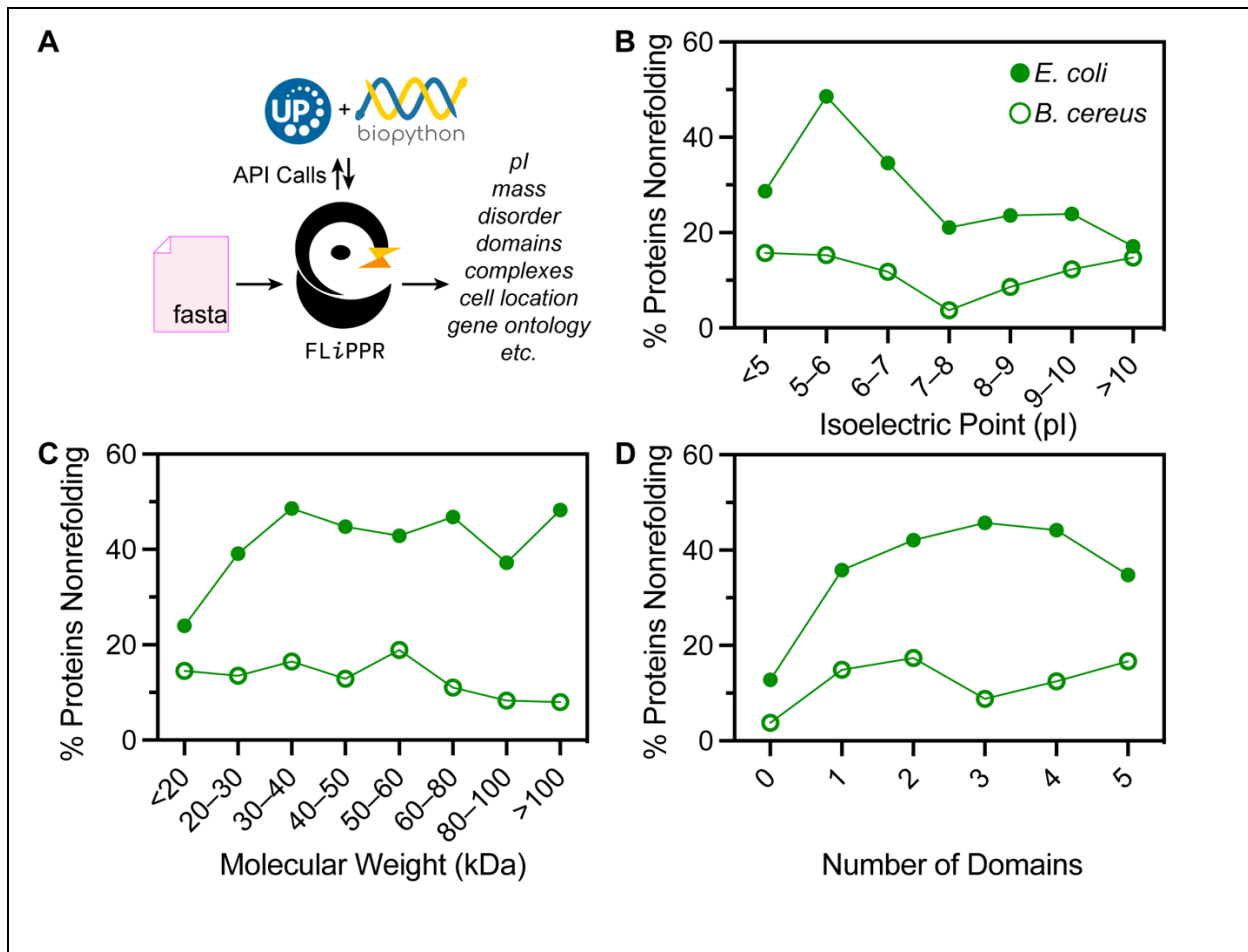 A
UP + biopython
API Calls
fasta
FLiPPR
pI
mass
disorder
domains
complexes
cell location
gene ontology
etc.
B
% Proteins Nonrefolding
60
40
20
0
E. coli
B. cereus
<5
5–6
6–7
7–8
8–9
9–10
>10
Isoelectric Point (pI)
C
% Proteins Nonrefolding
60
40
20
0
<20
20–30
30–40
40–50
50–60
60–80
80–100
>100
Molecular Weight (kDa)
D
% Proteins Nonrefolding
60
40
20
0
0
1
2
3
4
5
Number of Domains